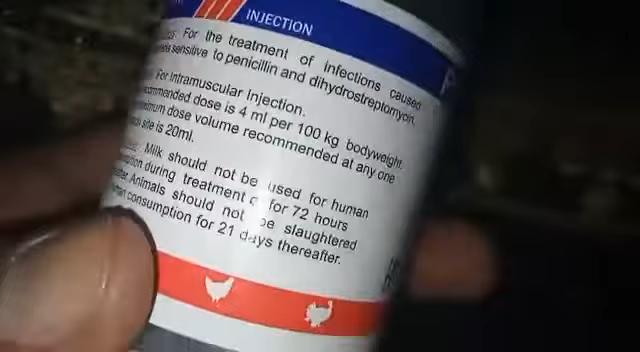 INJECTION
For the treatment of infections caused
sensitive to penicillin and dihydrostreptomycin.
For Intramuscular Injection.
dose is 4 ml per 100 kg bodyweight.
dose volume recommended at any one
site is 20ml.
Milk should not be used for human
during treatment for 72 hours
Animals should not be slaughtered
consumption for 21 days thereafter.